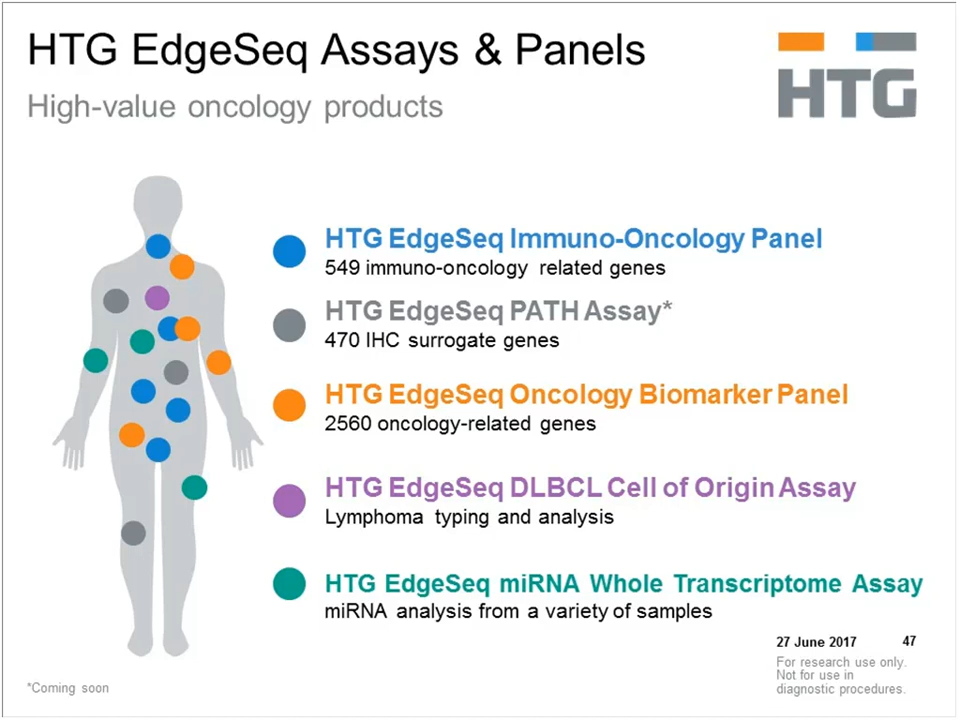 HTG EdgeSeq Assays & Panels
High-value oncology products
HTG
HTG EdgeSeq Immuno-Oncology Panel
549 immuno-oncology related genes
HTG EdgeSeq PATH Assay*
470 IHC surrogate genes
HTG EdgeSeq Oncology Biomarker Panel
2560 oncology-related genes
HTG EdgeSeq DLBCL Cell of Origin Assay
Lymphoma typing and analysis
HTG EdgeSeq miRNA Whole Transcriptome Assay
miRNA analysis from a variety of samples
27 June 2017 47
For research use only.
Not for use in
diagnostic procedures.
*Coming soon